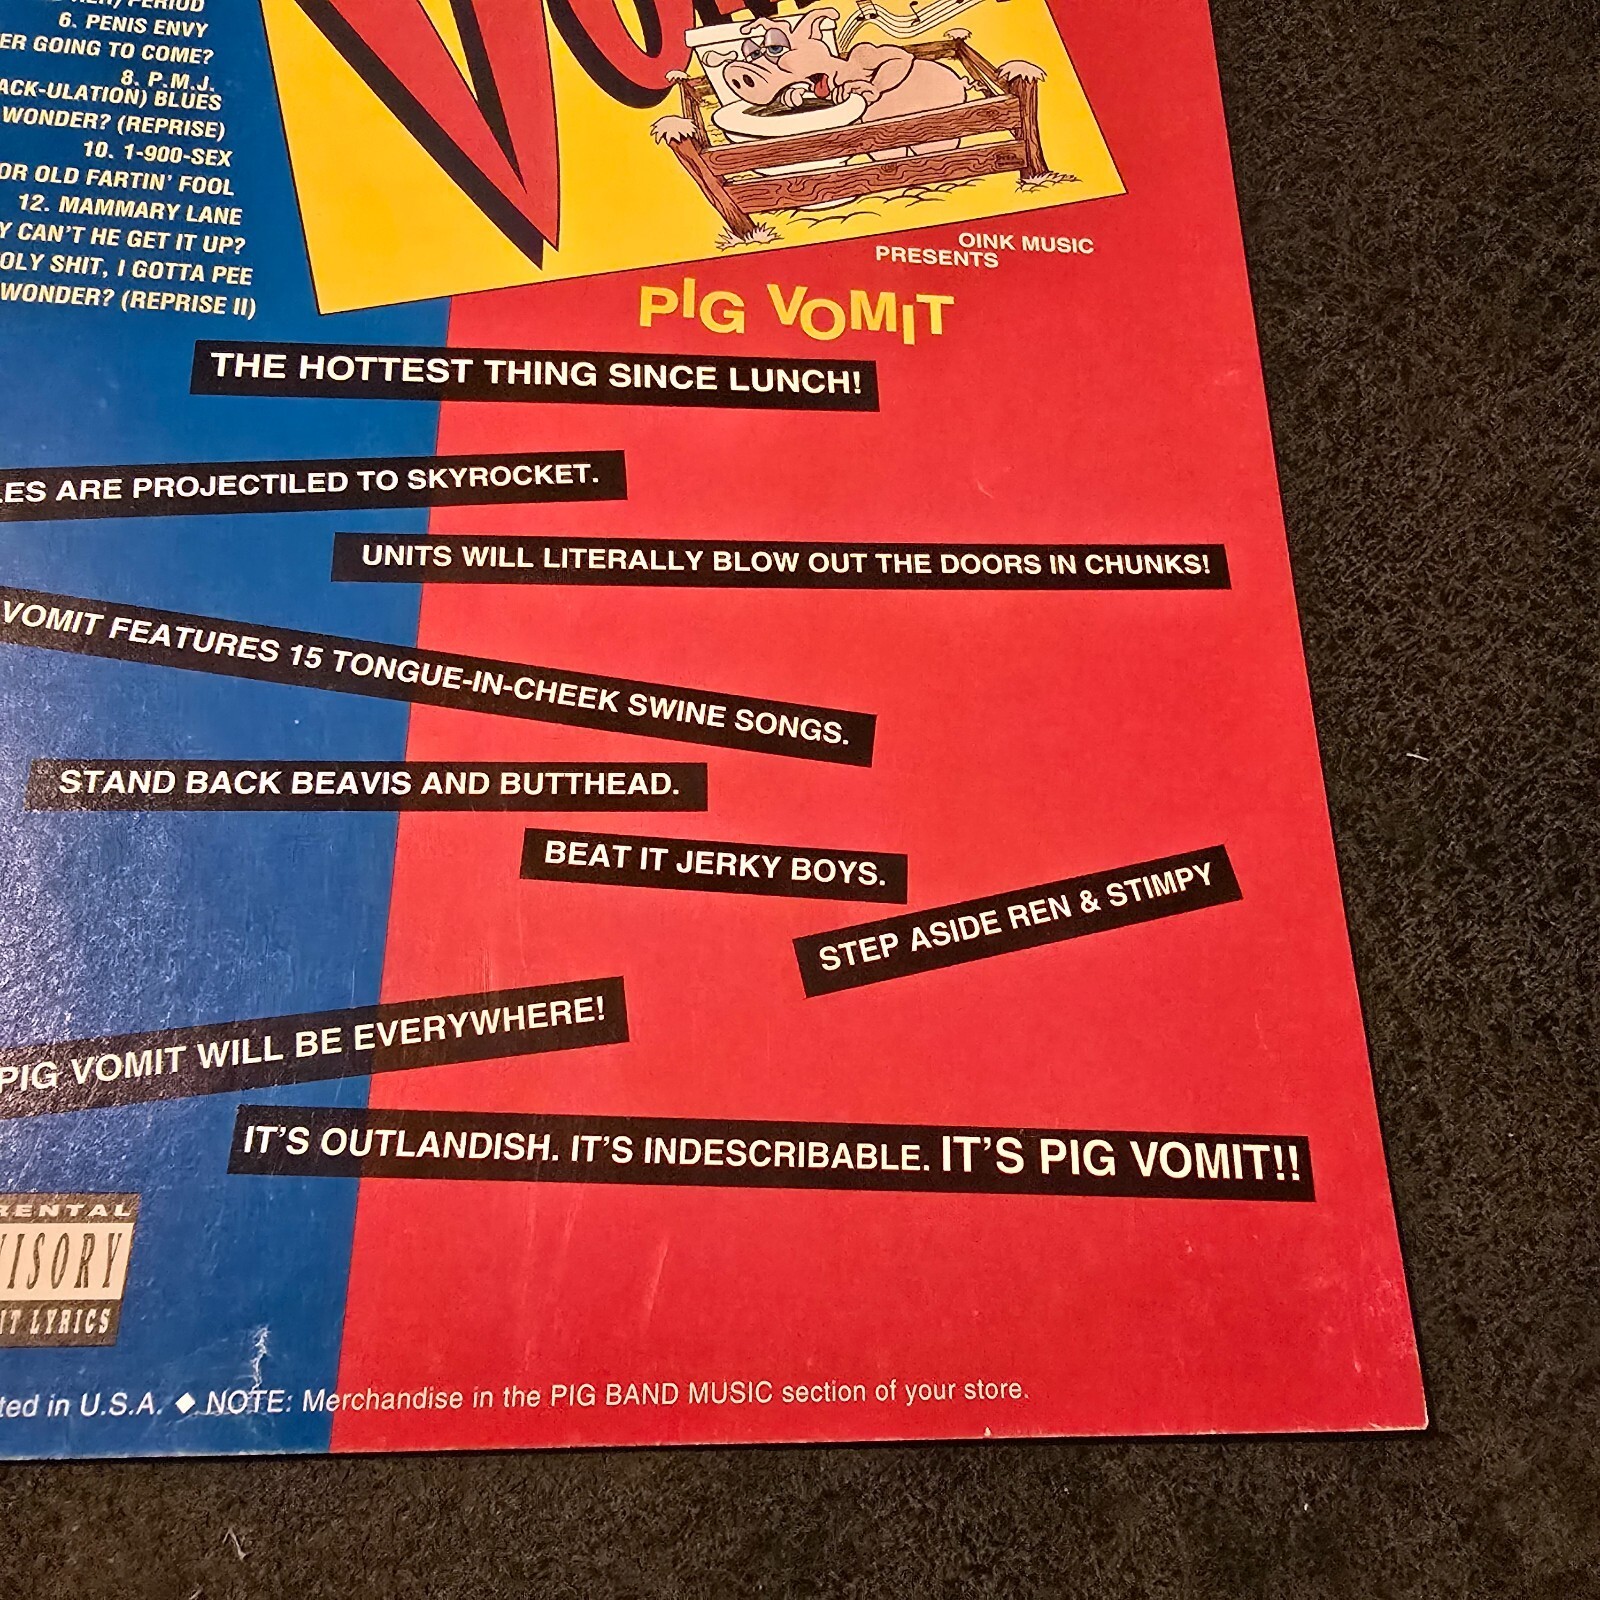 PERIOD
6. PENIS ENVY
ER GOING TO COME?
8. P.M.J.
ACK-ULATION) BLUES
WONDER? (REPRISE)
10. 1-900-SEX
OR OLD FARTIN' FOOL
12. MAMMARY LANE
Y CAN'T HE GET IT UP?
OLY SHIT, I GOTTA PEE
WONDER? (REPRISE II)
OINK MUSIC
PRESENTS
PIG VOMIT
THE HOTTEST THING SINCE LUNCH!
LES ARE PROJECTILED TO SKYROCKET.
UNITS WILL LITERALLY BLOW OUT THE DOORS IN CHUNKS!
VOMIT FEATURES 15 TONGUE-IN-CHEEK SWINE SONGS.
STAND BACK BEAVIS AND BUTTHEAD.
BEAT IT JERKY BOYS.
STEP ASIDE REN & STIMPY
PIG VOMIT WILL BE EVERYWHERE!
IT'S OUTLANDISH. IT'S INDESCRIBABLE. IT'S PIG VOMIT!!
RENTAL
VISORY
IT LYRICS
ted in U.S.A. ◆ NOTE: Merchandise in the PIG BAND MUSIC section of your store.